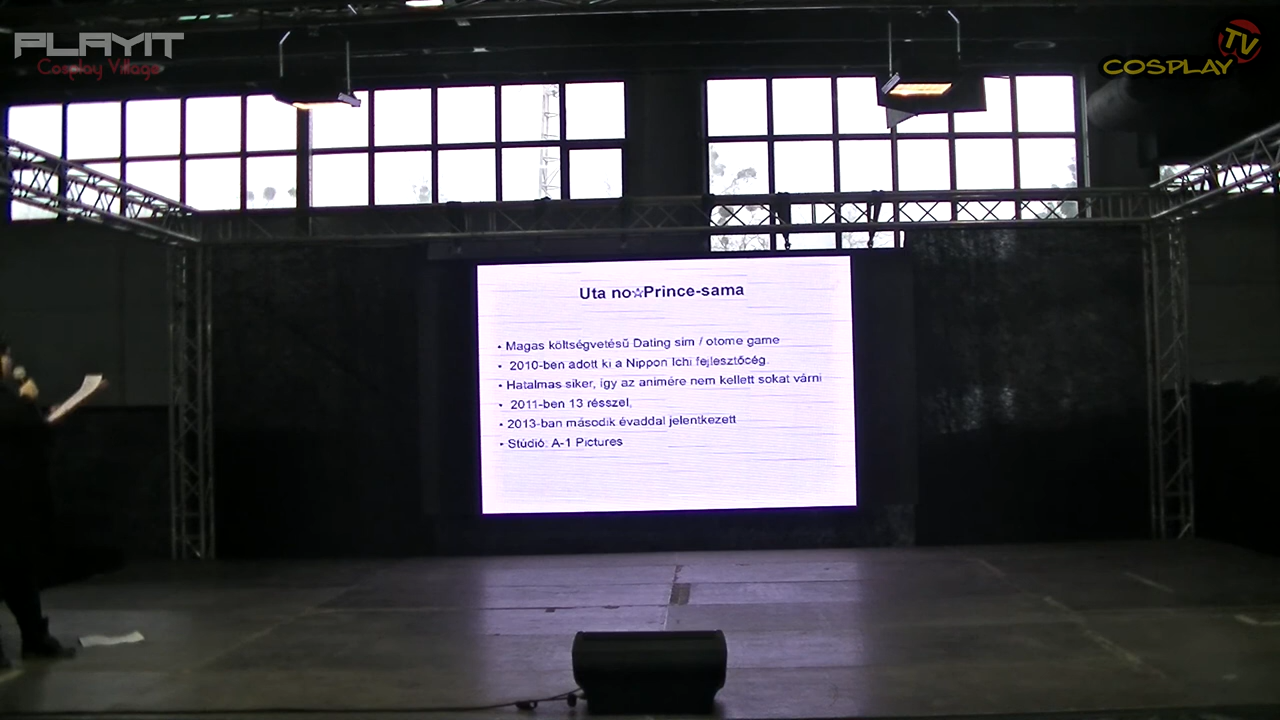 PLAYIT
Cosplay Village
COSPLAY TV
Uta no☆Prince-sama
• Magas költségvetésű Dating sim / otome game
• 2010-ben adott ki a Nippon Ichi fejlesztőcég.
• Hatalmas siker, így az animére nem kellett sokat várni
• 2011-ben 13 résszel,
• 2013-ban második évaddal jelentkezett
• Stúdió: A-1 Pictures